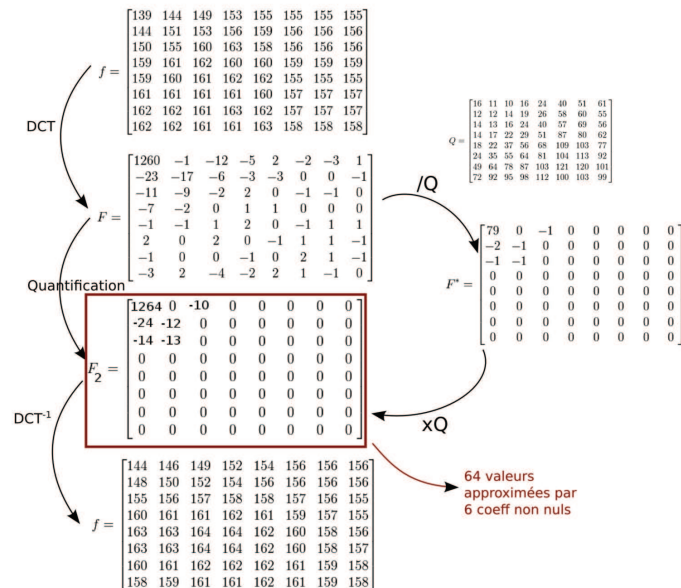 f =
139 144 149 153 155 155 155 155
144 151 153 156 159 156 156 156
150 155 160 163 158 156 156 156
159 161 162 160 160 159 159 159
159 160 161 162 162 155 155 155
161 161 161 161 160 157 157 157
162 162 161 163 162 157 157 157
162 162 161 161 163 158 158 158
DCT
Q =
16 11 10 16 24 40 51 61
12 12 14 19 26 58 60 55
14 13 16 24 40 57 69 56
14 17 22 29 51 87 80 62
18 22 37 56 68 109 103 77
24 35 55 64 81 104 113 92
49 64 78 87 103 121 120 101
72 92 95 98 112 100 103 99
F =
1260 −1 −12 −5 2 −2 −3 1
−23 −17 −6 −3 −3 0 0 −1
−11 −9 −2 2 0 −1 −1 0
−7 −2 0 1 1 0 0 0
−1 −1 1 2 0 −1 1 1
2 0 2 0 −1 1 1 −1
−1 0 0 −1 0 2 1 −1
−3 2 −4 −2 2 1 −1 0
/Q
F* =
79 0 −1 0 0 0 0 0
−2 −1 0 0 0 0 0 0
−1 −1 0 0 0 0 0 0
0 0 0 0 0 0 0 0
0 0 0 0 0 0 0 0
0 0 0 0 0 0 0 0
0 0 0 0 0 0 0 0
0 0 0 0 0 0 0 0
Quantification
F2 =
1264 0 -10 0 0 0 0 0
-24 -12 0 0 0 0 0 0
-14 -13 0 0 0 0 0 0
0 0 0 0 0 0 0 0
0 0 0 0 0 0 0 0
0 0 0 0 0 0 0 0
0 0 0 0 0 0 0 0
0 0 0 0 0 0 0 0
xQ
DCT-1
64 valeurs
approximées par
6 coeff non nuls
f =
144 146 149 152 154 156 156 156
148 150 152 154 156 156 156 156
155 156 157 158 158 157 156 155
160 161 161 162 161 159 157 155
163 163 164 164 162 160 158 156
163 163 164 164 162 160 158 157
160 161 162 162 162 161 159 158
158 159 161 161 162 161 159 158